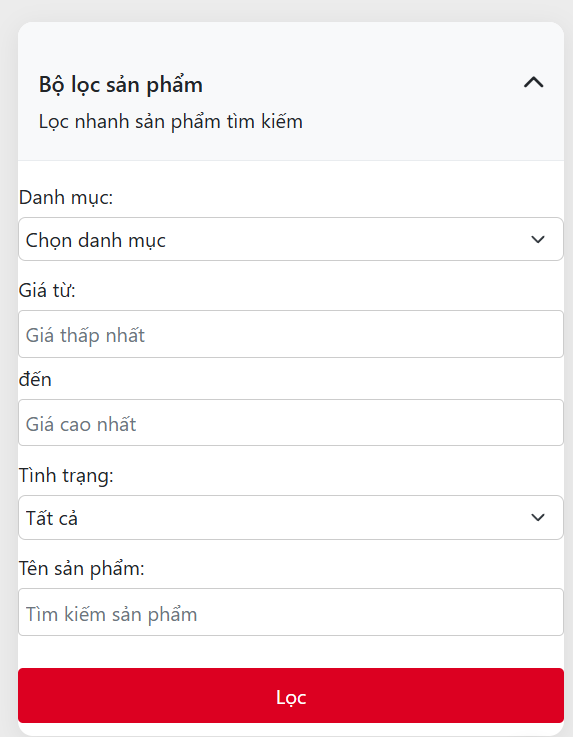 Bộ lọc sản phẩm
Lọc nhanh sản phẩm tìm kiếm
Danh mục:
Chọn danh mục
Giá từ:
Giá thấp nhất
đến
Giá cao nhất
Tình trạng:
Tất cả
Tên sản phẩm:
Tìm kiếm sản phẩm
Lọc